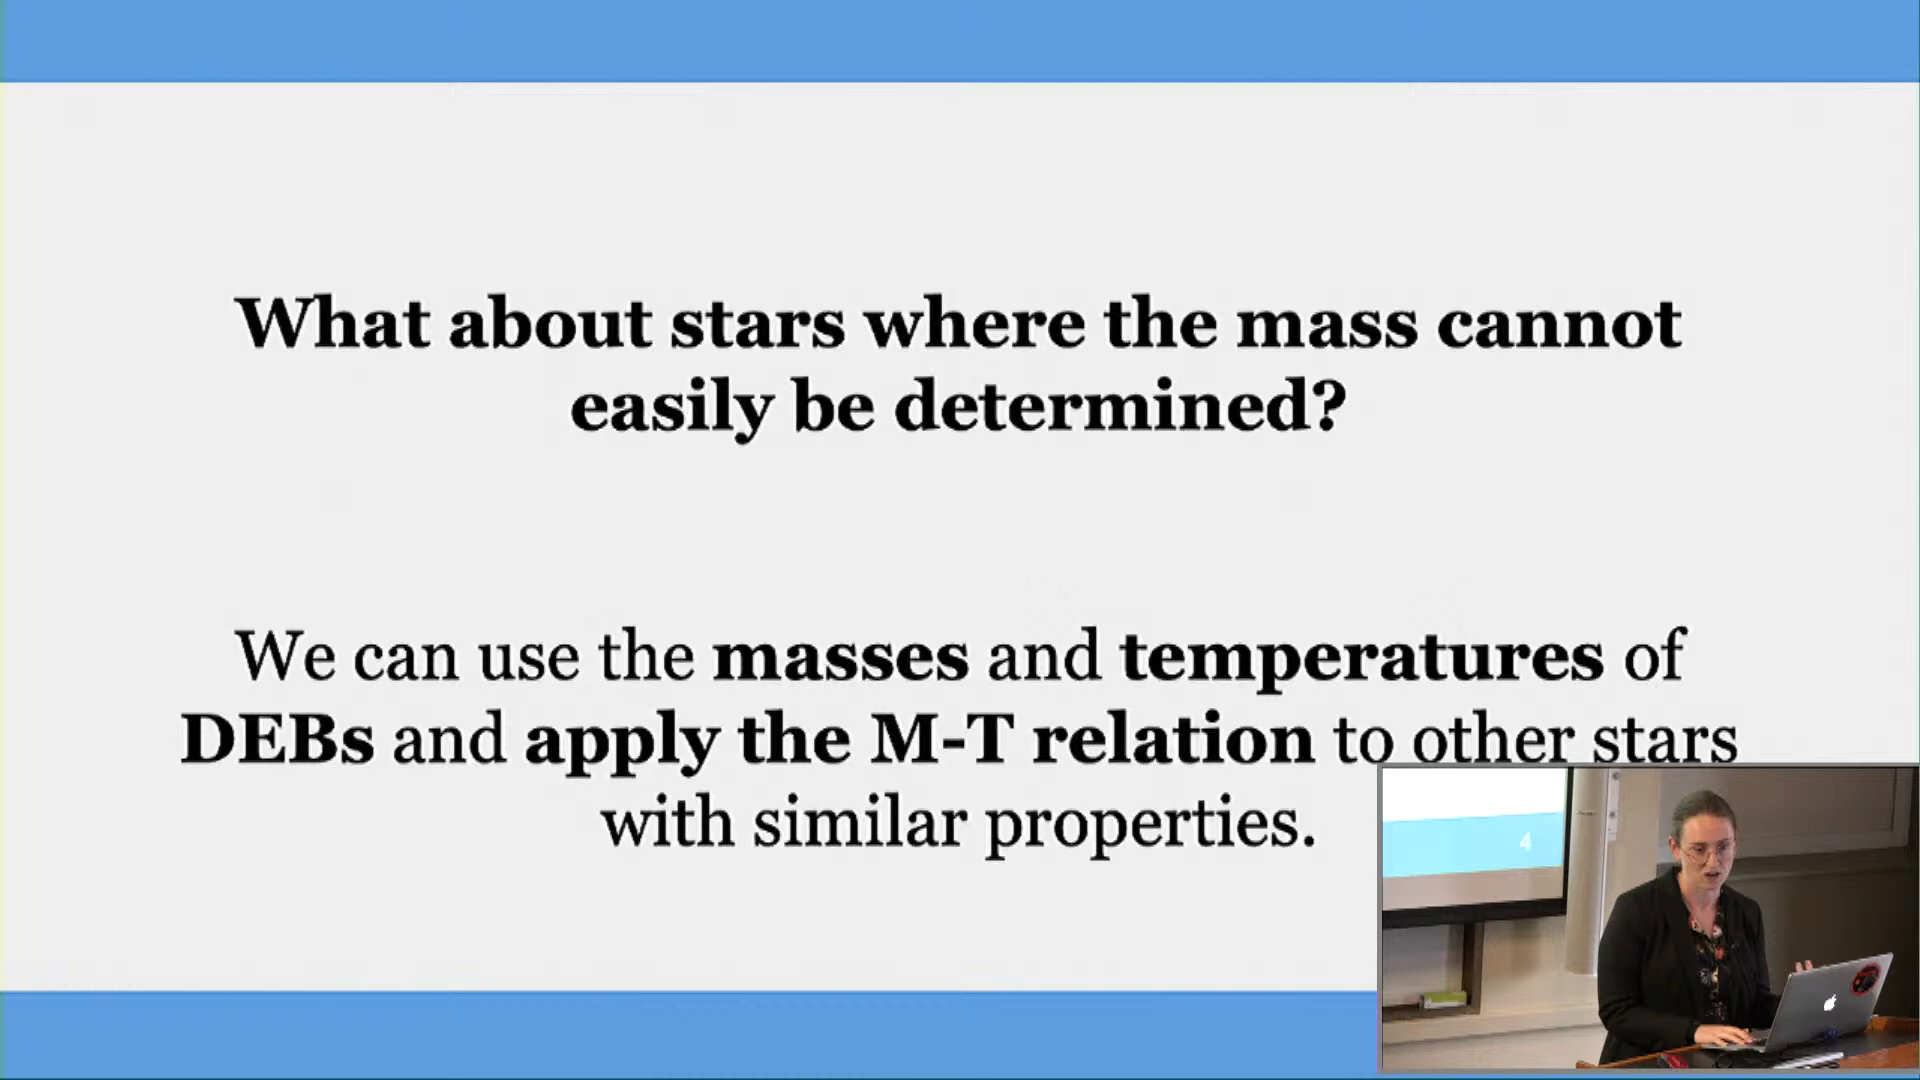 What about stars where the mass cannot
easily be determined?
We can use the masses and temperatures of
DEBs and apply the M-T relation to other stars
with similar properties.
4